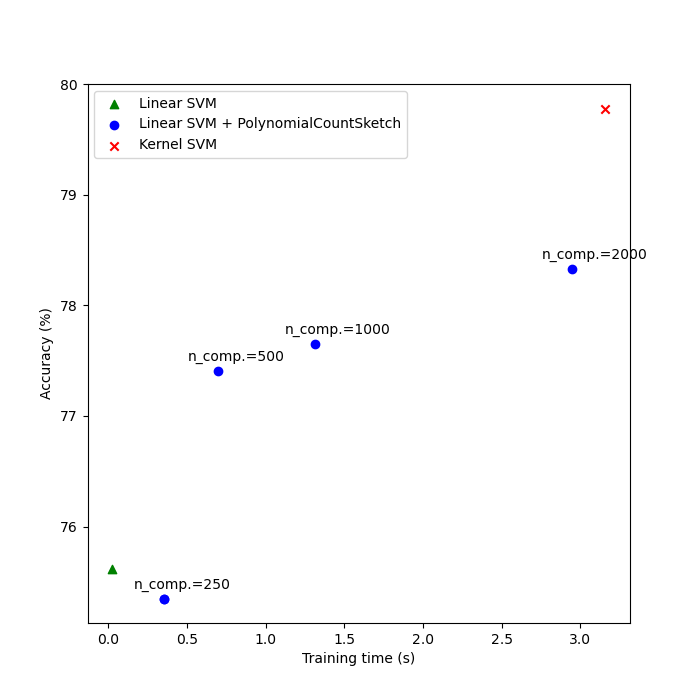 80
79
78
77
76
Accuracy (%)
Linear SVM
Linear SVM + PolynomialCountSketch
Kernel SVM
n_comp.=2000
n_comp.=1000
n_comp.=500
n_comp.=250
0.0 0.5 1.0 1.5 2.0 2.5 3.0
Training time (s)